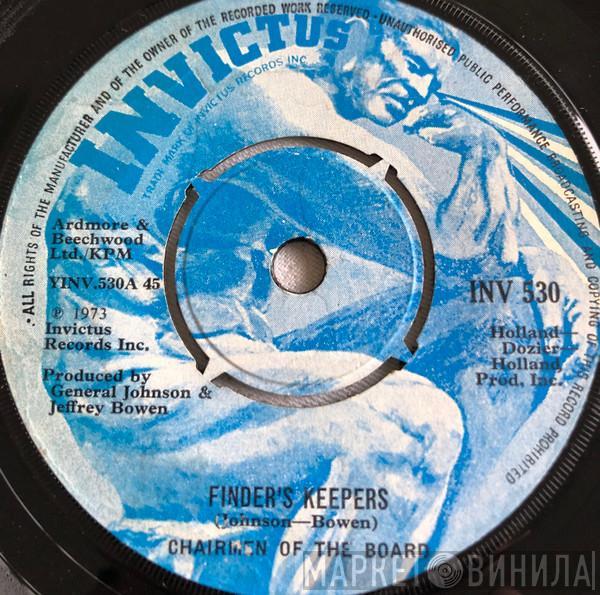 ·ALL RIGHTS OF THE MANUFACTURER AND OF THE OWNER OF THE RECORDED WORK RESERVED·UNAUTHORISED PUBLIC PERFORMANCE BROADCASTING AND COPYING OF THIS RECORD PROHIBITED
INVICTUS
TRADE MARK OF INVICTUS RECORDS INC.
Ardmore &
Beechwood
Ltd./KPM
YINV.530A 45
℗ 1973
Invictus
Records Inc.
Produced by
General Johnson &
Jeffrey Bowen
INV 530
Holland—
Dozier—
Holland
Prod, Inc.
FINDER'S KEEPERS
(Johnson—Bowen)
CHAIRMEN OF THE BOARD
МАРКЕТ ВИНИЛА